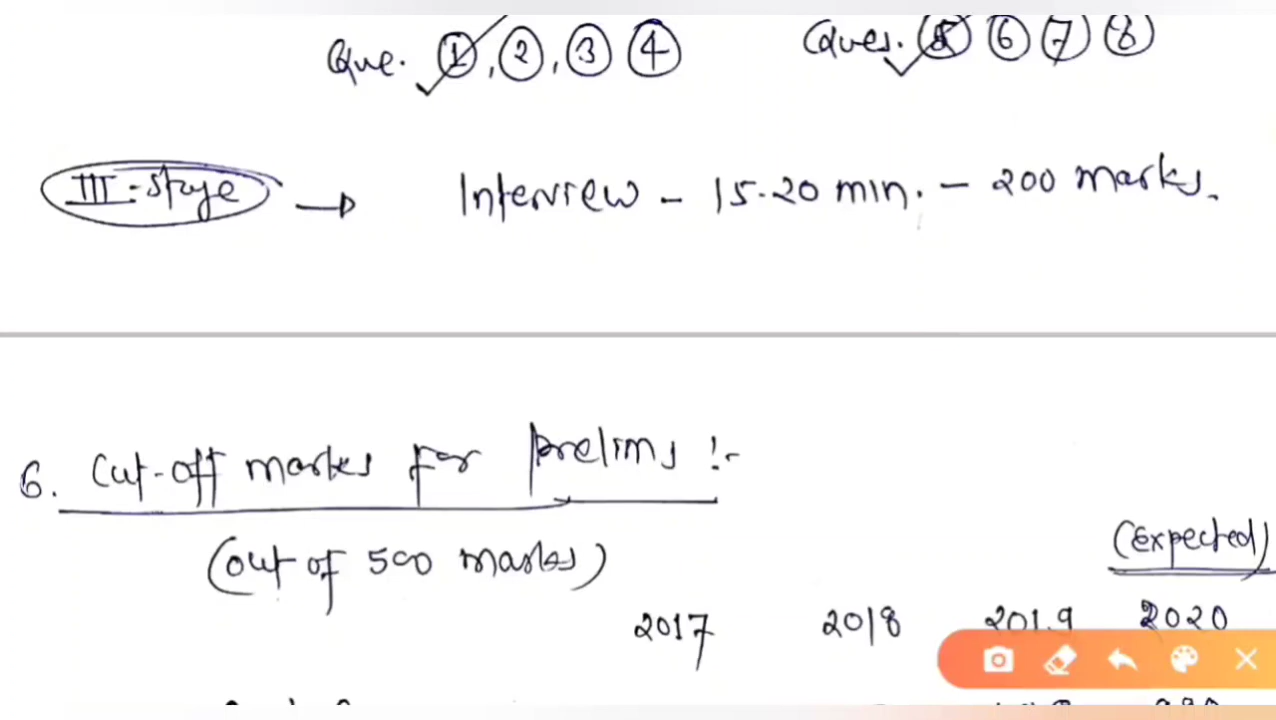 Que. ①, ②, ③ ④ Ques. ⑤ ⑥ ⑦ ⑧
III-stage → Interview - 15-20 min. - 200 marks.
6. Cut-off marks for prelims :-
(out of 500 marks)
(expected)
2017 2018 2019 2020